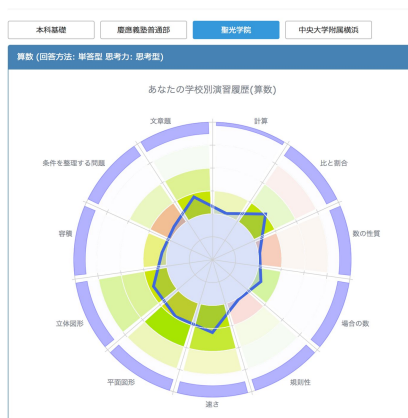 本科基礎
慶應義塾普通部
聖光学院
中央大学附属横浜
算数 (回答方法: 単答型 思考力: 思考型)
あなたの学校別演習履歴(算数)
文章題
計算
条件を整理する問題
比と割合
容積
数の性質
立体図形
場合の数
平面図形
規則性
速さ